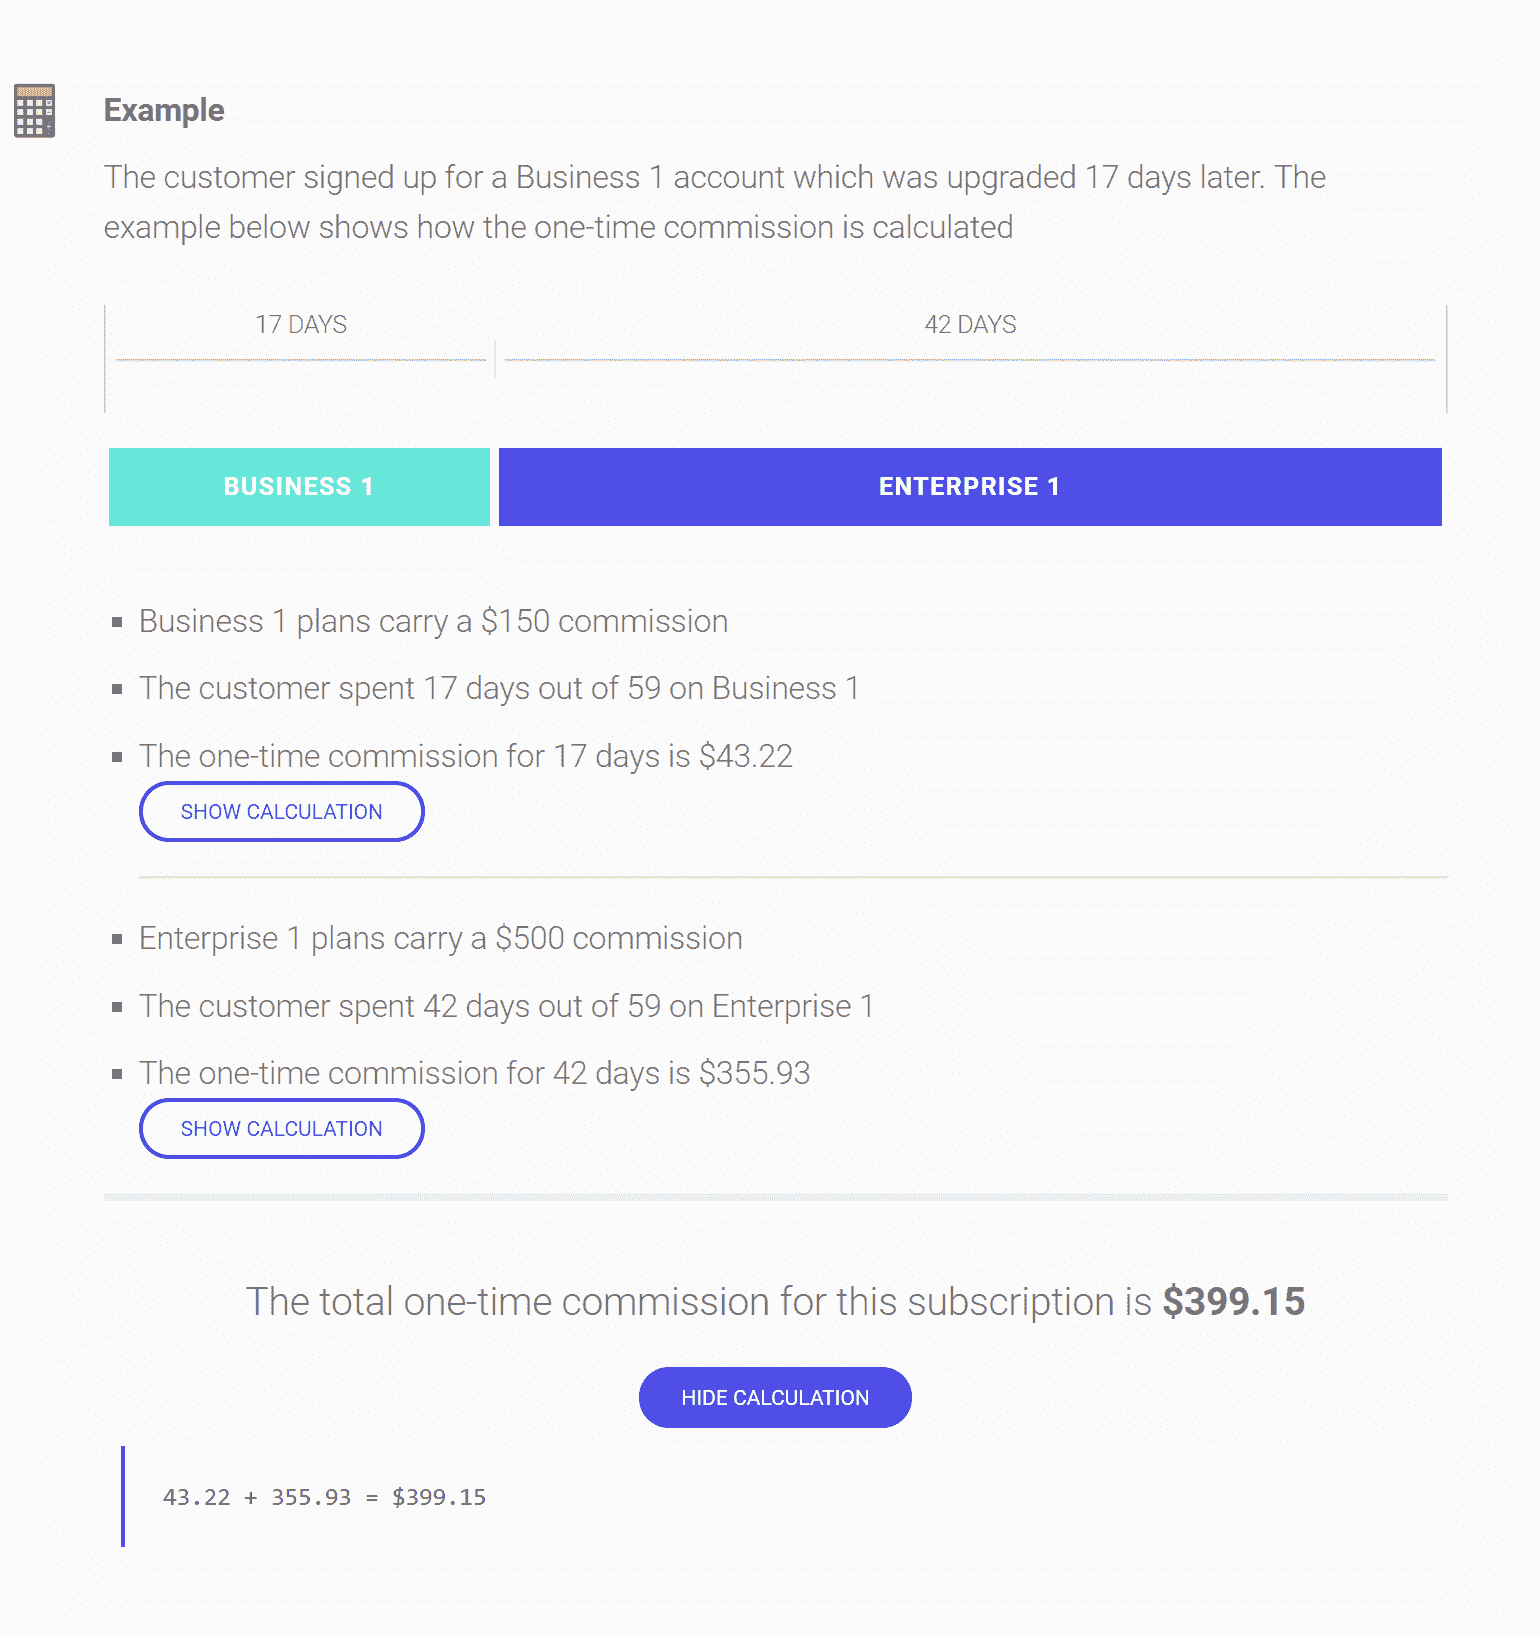 Example
The customer signed up for a Business 1 account which was upgraded 17 days later. The
example below shows how the one-time commission is calculated
17 DAYS
42 DAYS
BUSINESS 1
ENTERPRISE 1
Business 1 plans carry a $150 commission
The customer spent 17 days out of 59 on Business 1
The one-time commission for 17 days is $43.22
SHOW CALCULATION
Enterprise 1 plans carry a $500 commission
The customer spent 42 days out of 59 on Enterprise 1
The one-time commission for 42 days is $355.93
SHOW CALCULATION
The total one-time commission for this subscription is $399.15
HIDE CALCULATION
43.22 + 355.93 = $399.15